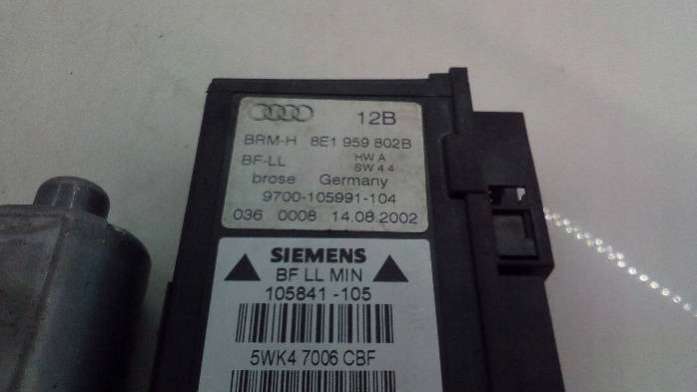 12B
BRM-H 8E1 959 802B
BF-LL HW A
SW 4.4
brose Germany
9700-105991-104
036 0008 14.08.2002
SIEMENS
BF LL MIN
105841-105
5WK4 7006 CBF